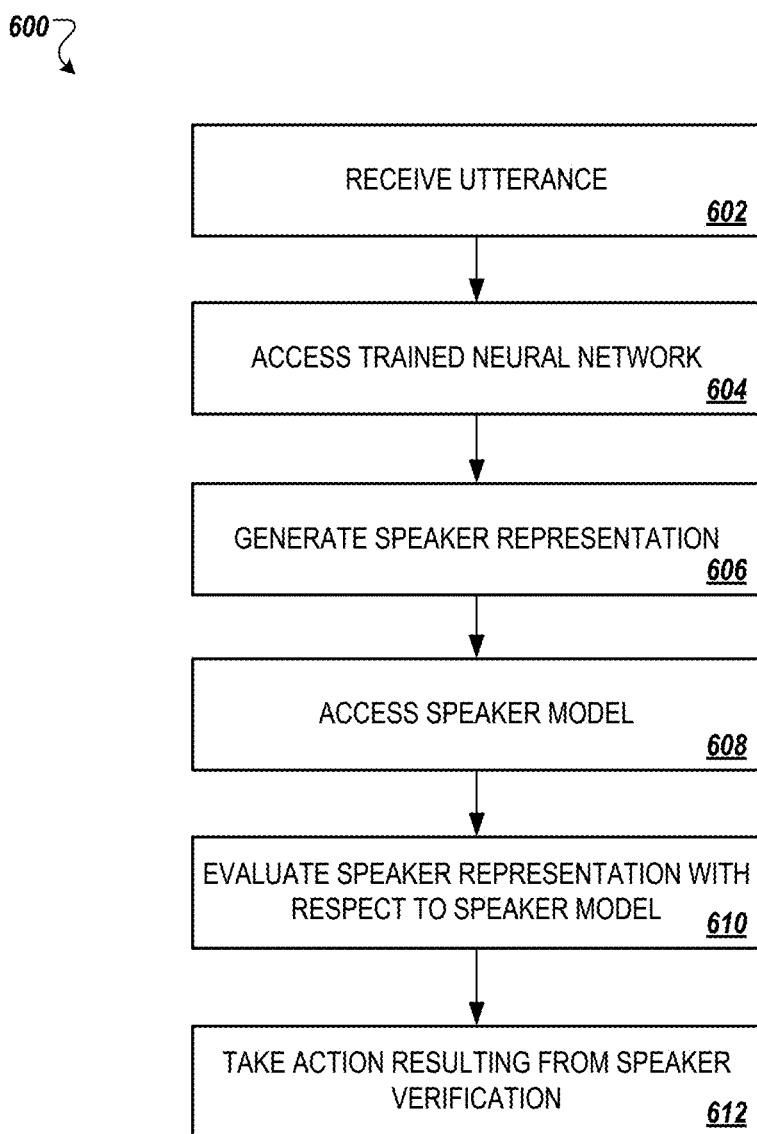 600
RECEIVE UTTERANCE
602
ACCESS TRAINED NEURAL NETWORK
604
GENERATE SPEAKER REPRESENTATION
606
ACCESS SPEAKER MODEL
608
EVALUATE SPEAKER REPRESENTATION WITH
RESPECT TO SPEAKER MODEL
610
TAKE ACTION RESULTING FROM SPEAKER
VERIFICATION
612